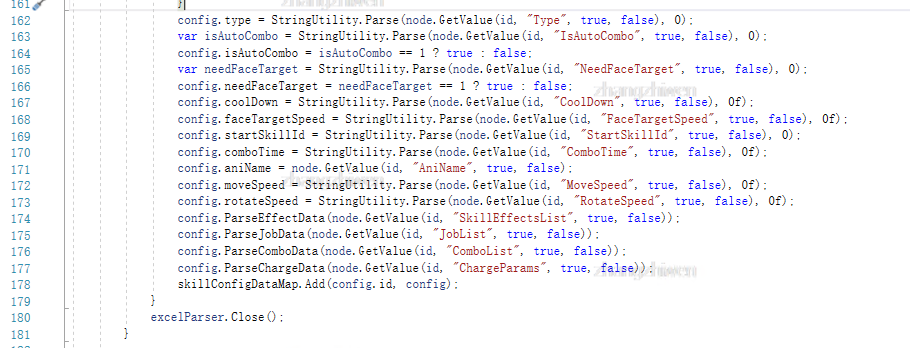 161 }
162 config.type = StringUtility.Parse(node.GetValue(id, "Type", true, false), 0);
163 var isAutoCombo = StringUtility.Parse(node.GetValue(id, "IsAutoCombo", true, false), 0);
164 config.isAutoCombo = isAutoCombo == 1 ? true : false;
165 var needFaceTarget = StringUtility.Parse(node.GetValue(id, "NeedFaceTarget", true, false), 0);
166 config.needFaceTarget = needFaceTarget == 1 ? true : false;
167 config.coolDown = StringUtility.Parse(node.GetValue(id, "CoolDown", true, false), 0f);
168 config.faceTargetSpeed = StringUtility.Parse(node.GetValue(id, "FaceTargetSpeed", true, false), 0f);
169 config.startSkillId = StringUtility.Parse(node.GetValue(id, "StartSkillId", true, false), 0);
170 config.comboTime = StringUtility.Parse(node.GetValue(id, "ComboTime", true, false), 0f);
171 config.aniName = node.GetValue(id, "AniName", true, false);
172 config.moveSpeed = StringUtility.Parse(node.GetValue(id, "MoveSpeed", true, false), 0f);
173 config.rotateSpeed = StringUtility.Parse(node.GetValue(id, "RotateSpeed", true, false), 0f);
174 config.ParseEffectData(node.GetValue(id, "SkillEffectsList", true, false));
175 config.ParseJobData(node.GetValue(id, "JobList", true, false));
176 config.ParseComboData(node.GetValue(id, "ComboList", true, false));
177 config.ParseChargeData(node.GetValue(id, "ChargeParams", true, false));
178 skillConfigDataMap.Add(config.id, config);
179 }
180 excelParser.Close();
181 }
zhangzhiwen
zhangzhiwen